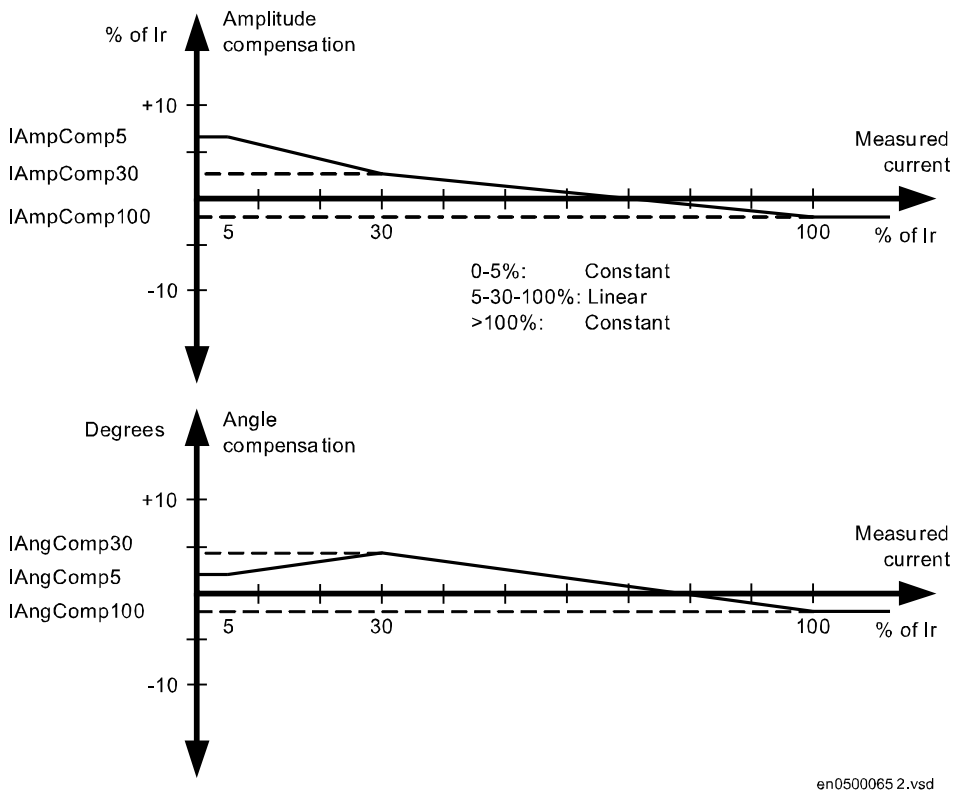 % of Ir
Amplitude
compensation
+10
IAmpComp5
IAmpComp30
IAmpComp100
-10
Measured
current
5
30
100
% of Ir
0-5%: Constant
5-30-100%: Linear
>100%: Constant
Degrees
Angle
compensation
+10
IAngComp30
IAngComp5
IAngComp100
-10
Measured
current
5
30
100
% of Ir
en05000652.vsd